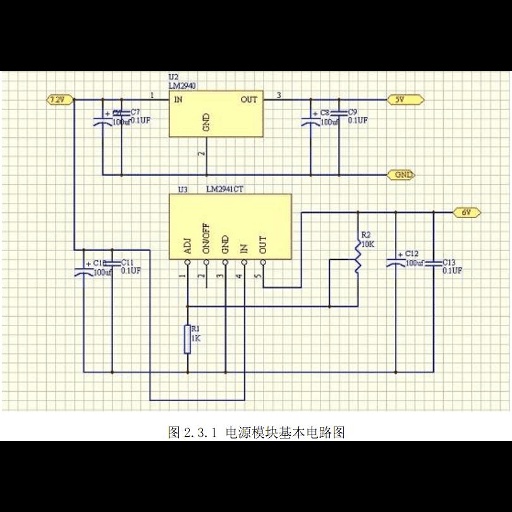 U2
LM2940
7.2V
1
IN
OUT
3
5V
C6
100uf
C7
0.1UF
GND
2
C8
100uf
C9
0.1UF
GND
U3
LM2941CT
6V
ADJ
ON/OFF
GND
IN
OUT
1
2
3
4
5
R2
10K
C10
100uf
C11
0.1UF
C12
100uf
C13
0.1UF
R1
1K
图 2.3.1 电源模块基本电路图